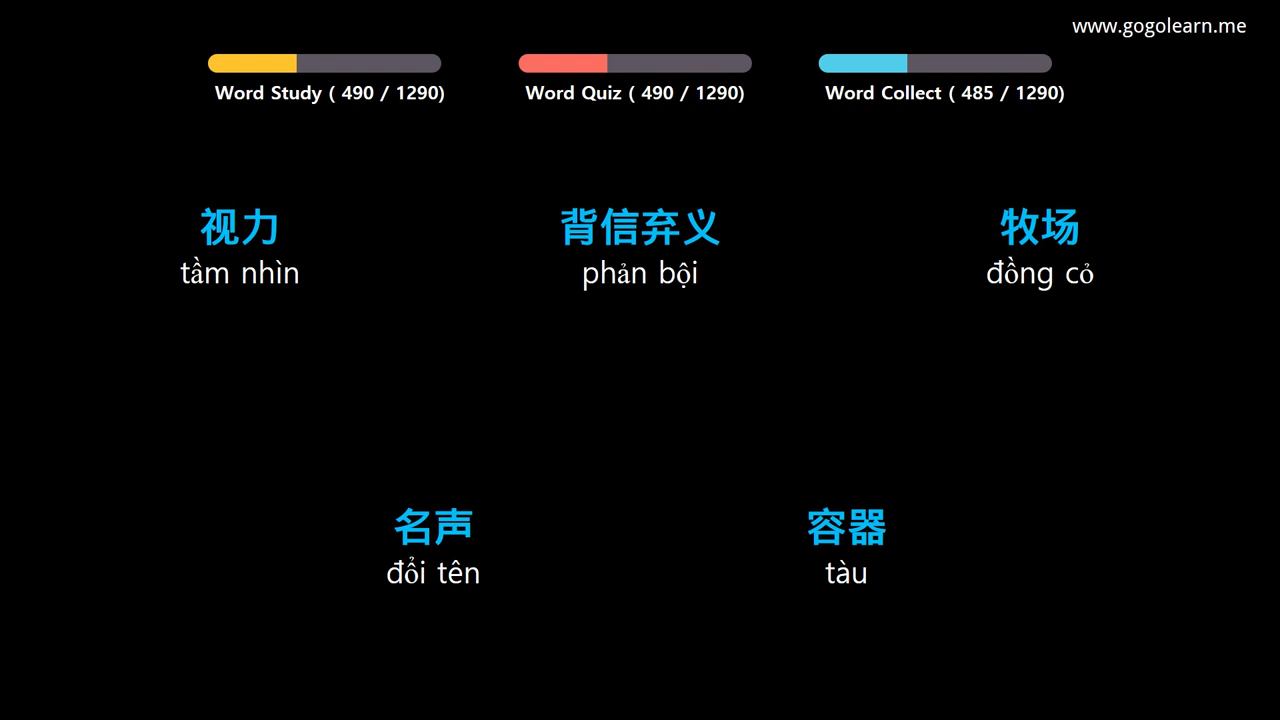 www.gogolearn.me
Word Study ( 490 / 1290)
Word Quiz ( 490 / 1290)
Word Collect ( 485 / 1290)
视力
tầm nhìn
背信弃义
phản bội
牧场
đồng cỏ
名声
đổi tên
容器
tàu